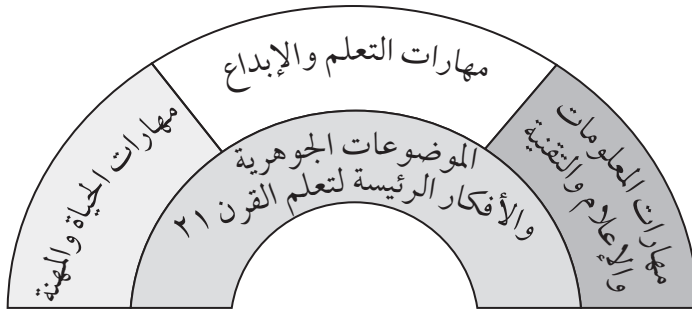 مهارات التعلم والإبداع
مهارات المعلومات
والإعلام والتقنية
الموضوعات الجوهرية
والأفكار الرئيسة لتعلم القرن ٢١
مهارات الحياة والمهنة